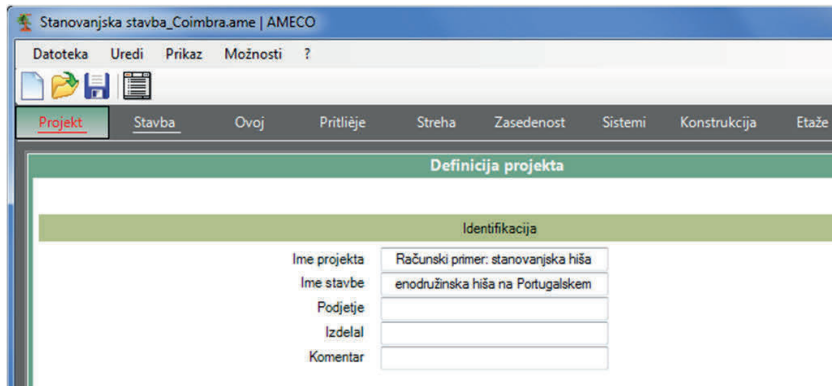 Stanovanjska stavba_Coimbra.ame | AMECO
Datoteka Uredi Prikaz Možnosti ?
Projekt Stavba Ovoj Pritlièje Streha Zasedenost Sistemi Konstrukcija Etaže
Definicija projekta
Identifikacija
Ime projekta Računski primer: stanovanjska hiša
Ime stavbe enodružinska hiša na Portugalskem
Podjetje
Izdelal
Komentar